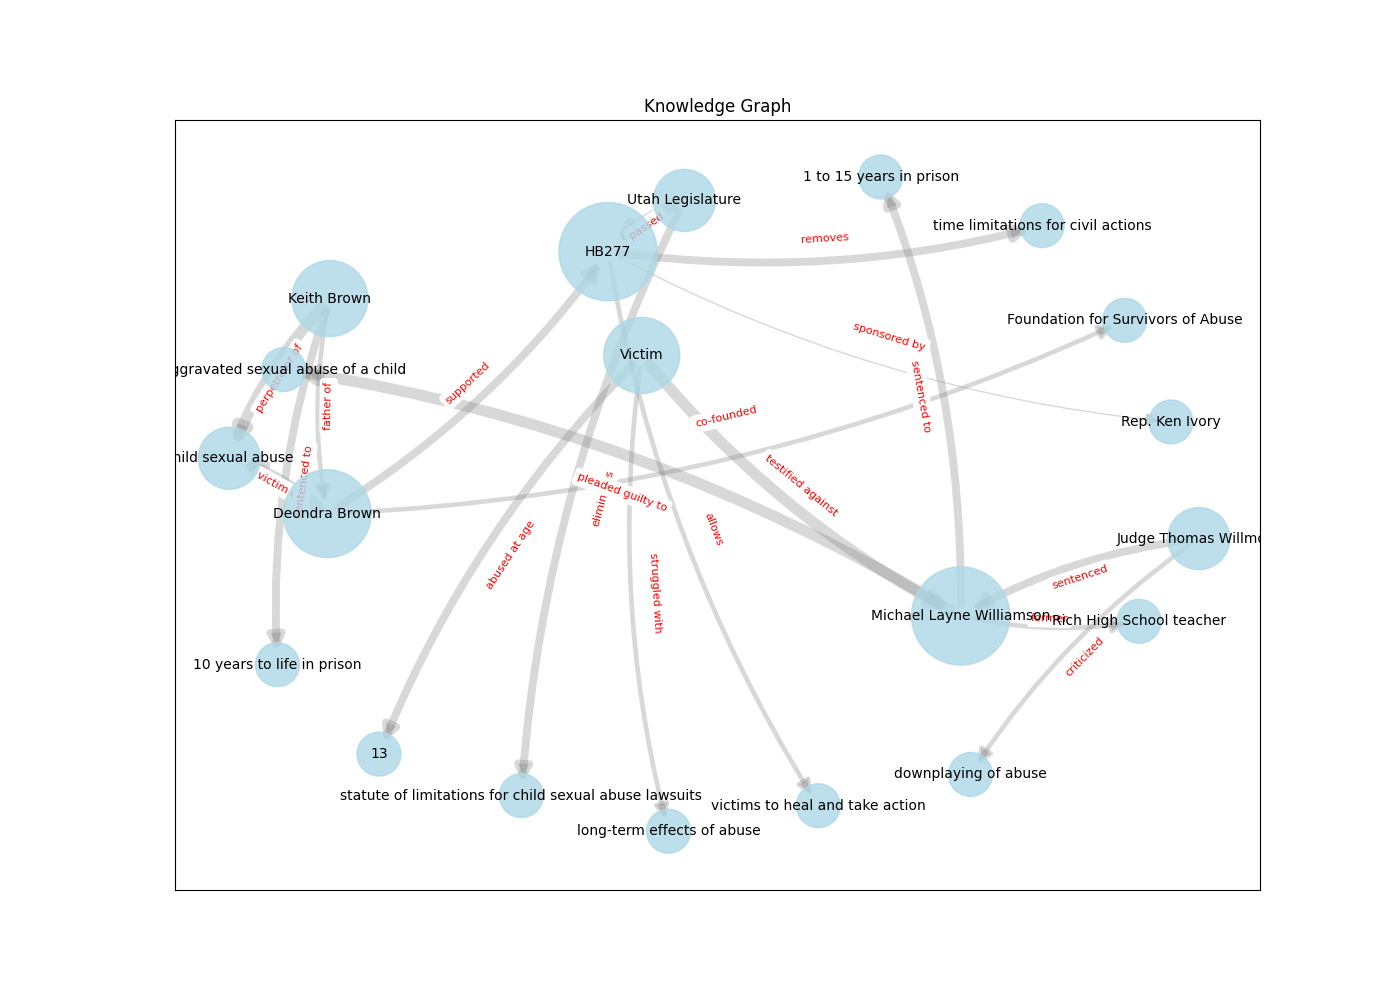 Knowledge Graph
1 to 15 years in prison
Utah Legislature
passed
time limitations for civil actions
removes
HB277
Keith Brown
Foundation for Survivors of Abuse
sponsored by
Victim
ggravated sexual abuse of a child
perpetrator of
father of
supported
sentenced to
co-founded
Rep. Ken Ivory
hild sexual abuse
victim
testified against
pleaded guilty to
Deondra Brown
elimin
s
allows
abused at age
Judge Thomas Willmo
sentenced
struggled with
Michael Layne Williamson
former
Rich High School teacher
criticized
10 years to life in prison
13
downplaying of abuse
statute of limitations for child sexual abuse lawsuits
victims to heal and take action
long-term effects of abuse